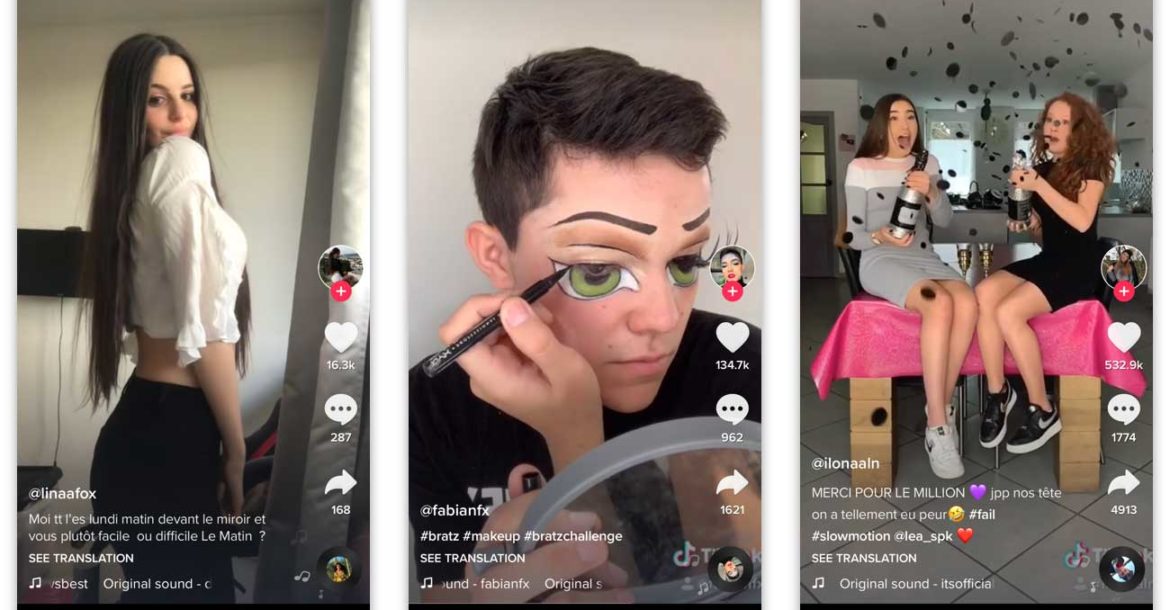 16.3k
287
168
@linaafox
Moi tt l'es lundi matin devant le miroir et
vous plutôt facile ou difficile Le Matin ?
SEE TRANSLATION
Original sound - c
134.7k
962
1621
@fabianfx
#bratz #makeup #bratzchallenge
SEE TRANSLATION
ound - fabianfx Original s
532.9k
1774
4913
@ilonaaln
MERCI POUR LE MILLION 💜 jpp nos tête
on a tellement eu peur🤣 #fail
#slowmotion @lea_spk ❤️
SEE TRANSLATION
Original sound - itsofficia